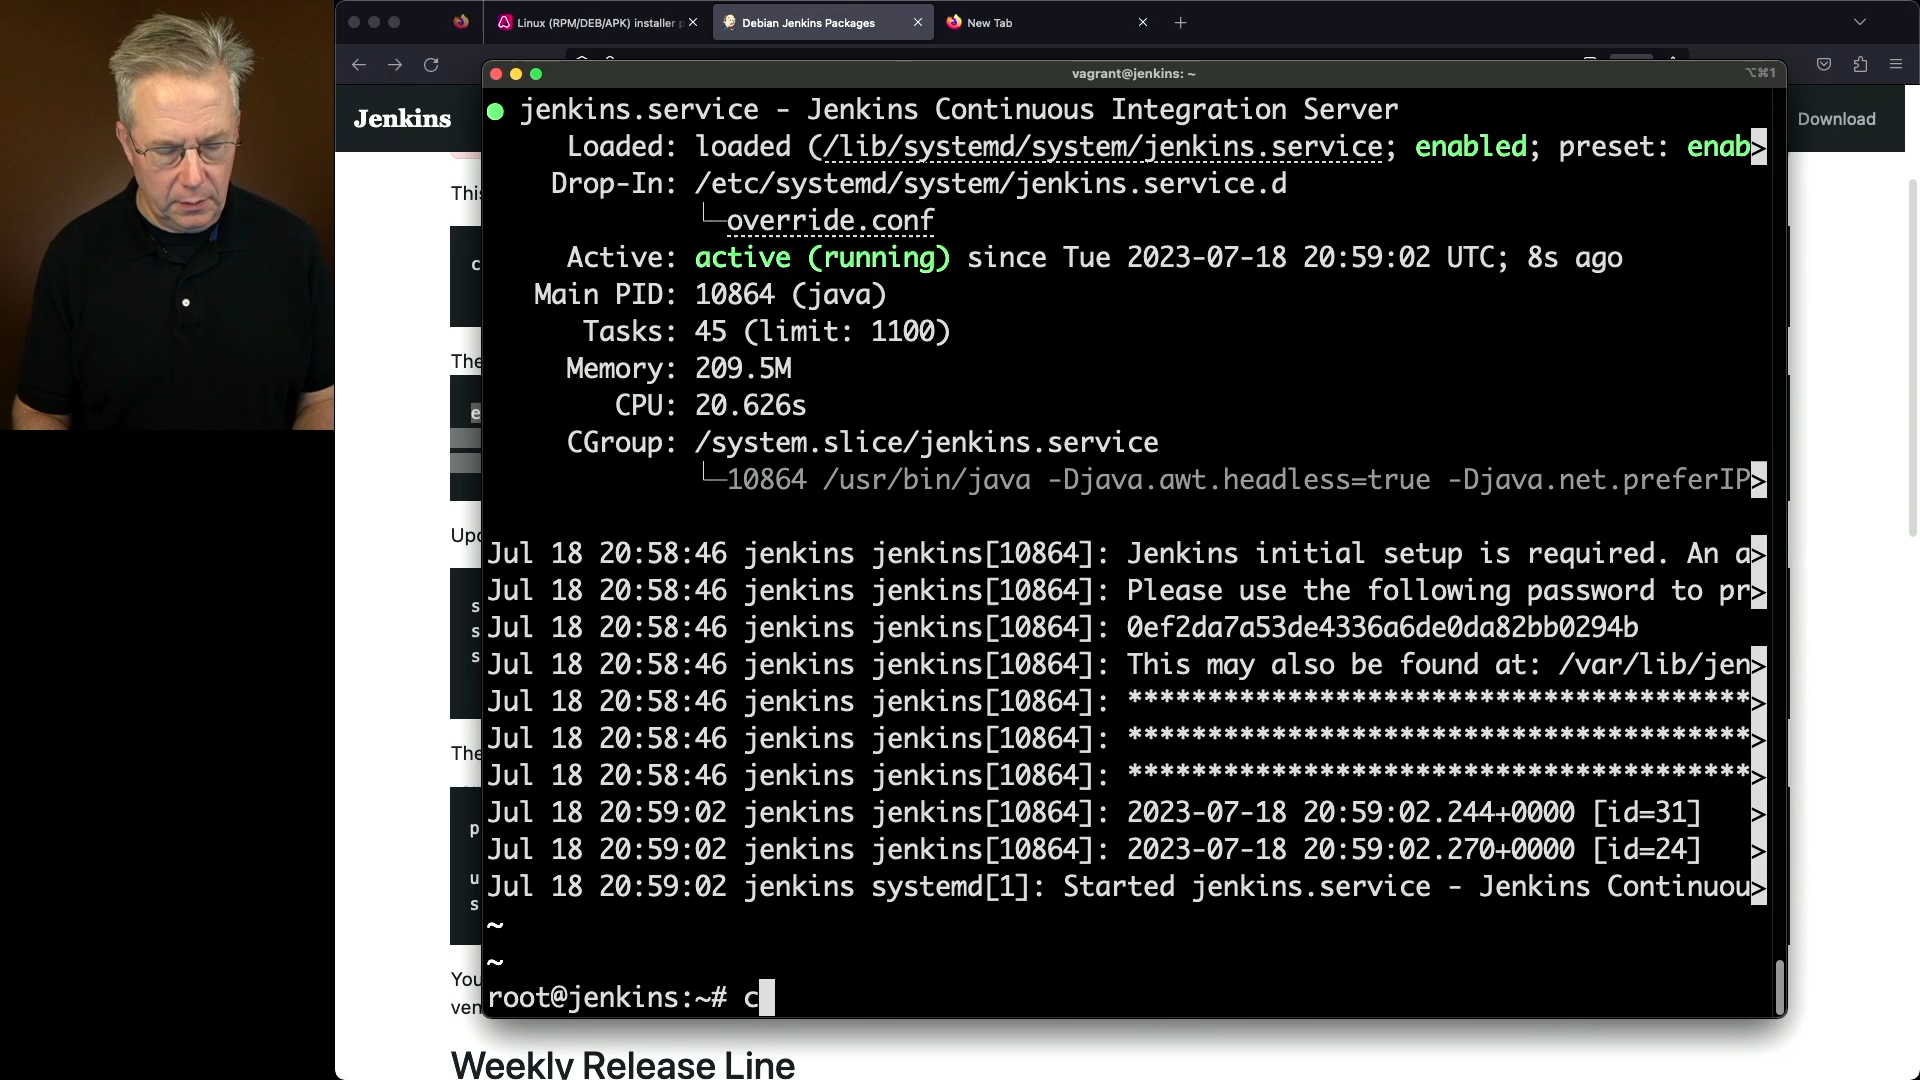 Linux (RPM/DEB/APK) installer p
Debian Jenkins Packages
New Tab
vagrant@jenkins: ~
⌥⌘1
Jenkins
Download
● jenkins.service - Jenkins Continuous Integration Server
Loaded: loaded (/lib/systemd/system/jenkins.service; enabled; preset: enab>
Drop-In: /etc/systemd/system/jenkins.service.d
└─override.conf
Active: active (running) since Tue 2023-07-18 20:59:02 UTC; 8s ago
Main PID: 10864 (java)
Tasks: 45 (limit: 1100)
Memory: 209.5M
CPU: 20.626s
CGroup: /system.slice/jenkins.service
└─10864 /usr/bin/java -Djava.awt.headless=true -Djava.net.preferIP>
Jul 18 20:58:46 jenkins jenkins[10864]: Jenkins initial setup is required. An a>
Jul 18 20:58:46 jenkins jenkins[10864]: Please use the following password to pr>
Jul 18 20:58:46 jenkins jenkins[10864]: 0ef2da7a53de4336a6de0da82bb0294b
Jul 18 20:58:46 jenkins jenkins[10864]: This may also be found at: /var/lib/jen>
Jul 18 20:58:46 jenkins jenkins[10864]: ***************************************>
Jul 18 20:58:46 jenkins jenkins[10864]: ***************************************>
Jul 18 20:58:46 jenkins jenkins[10864]: ***************************************>
Jul 18 20:59:02 jenkins jenkins[10864]: 2023-07-18 20:59:02.244+0000 [id=31] >
Jul 18 20:59:02 jenkins jenkins[10864]: 2023-07-18 20:59:02.270+0000 [id=24] >
Jul 18 20:59:02 jenkins systemd[1]: Started jenkins.service - Jenkins Continuou>
~
~
root@jenkins:~# c
This
c
The
e
Upd
s
s
s
The
p
u
s
You
ven
Weekly Release Line